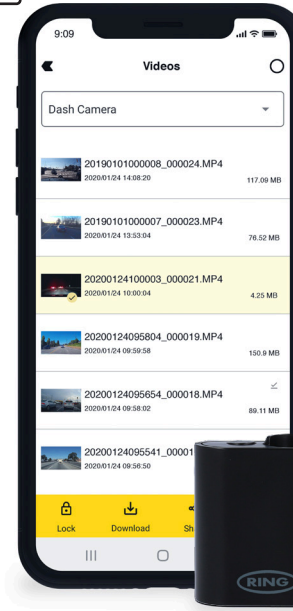 9:09
Videos
Dash Camera
20190101000008_000024.MP4
2020/01/24 14:08:20
117.09 MB
20190101000007_000023.MP4
2020/01/24 13:53:04
76.52 MB
20200124100003_000021.MP4
2020/01/24 10:00:04
4.25 MB
20200124095804_000019.MP4
2020/01/24 09:59:58
150.9 MB
20200124095654_000018.MP4
2020/01/24 09:58:02
89.11 MB
20200124095541_00001
2020/01/24 09:56:50
Lock
Download
Sh
RING